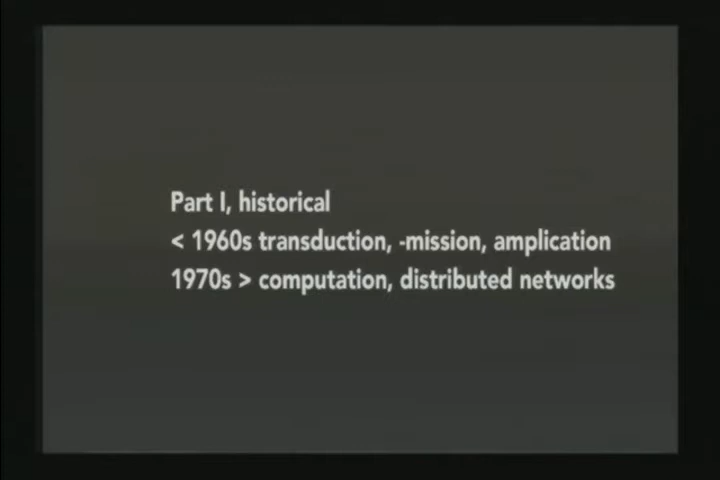 Part I, historical
< 1960s transduction, -mission, amplication
1970s > computation, distributed networks